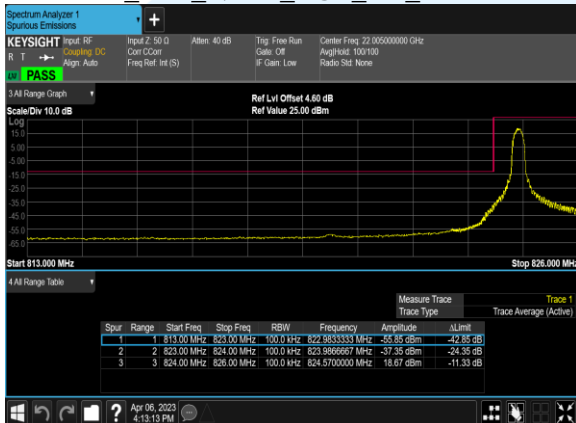 Spectrum Analyzer 1
Spurious Emissions
+
KEYSIGHT Input: RF Input Z: 50 Ω Atten: 40 dB Trig: Free Run Center Freq: 22.005000000 GHz
R T Coupling: DC Corr CCorr Gate: Off Avg|Hold: 100/100
Align: Auto Freq Ref: Int (S) IF Gain: Low Radio Std: None
PASS
3 All Range Graph
Ref Lvl Offset 4.60 dB
Scale/Div 10.0 dB Ref Value 25.00 dBm
Log
15.0
5.00
-5.00
-15.0
-25.0
-35.0
-45.0
-55.0
-65.0
Start 813.000 MHz Stop 826.000 MHz
4 All Range Table
Measure Trace Trace 1
Trace Type Trace Average (Active)
Spur Range Start Freq Stop Freq RBW Frequency Amplitude ΔLimit
1 1 813.00 MHz 823.00 MHz 100.0 kHz 822.9833333 MHz -55.85 dBm -42.85 dB
2 2 823.00 MHz 824.00 MHz 100.0 kHz 823.9866667 MHz -37.35 dBm -24.35 dB
3 3 824.00 MHz 826.00 MHz 100.0 kHz 824.5700000 MHz 18.67 dBm -11.33 dB
?
Apr 06, 2023
4:13:13 PM